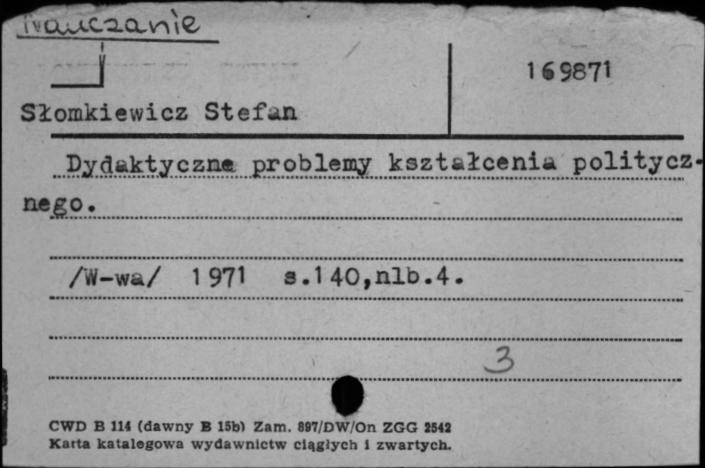 Nauczanie
169871
Słomkiewicz Stefan
Dydaktyczne problemy kształcenia politycz-
nego.
/W-wa/ 1971 s.140,nlb.4.
3
CWD B 114 (dawny B 15b) Zam. 897/DW/On ZGG 2542
Karta katalogowa wydawnictw ciągłych i zwartych.